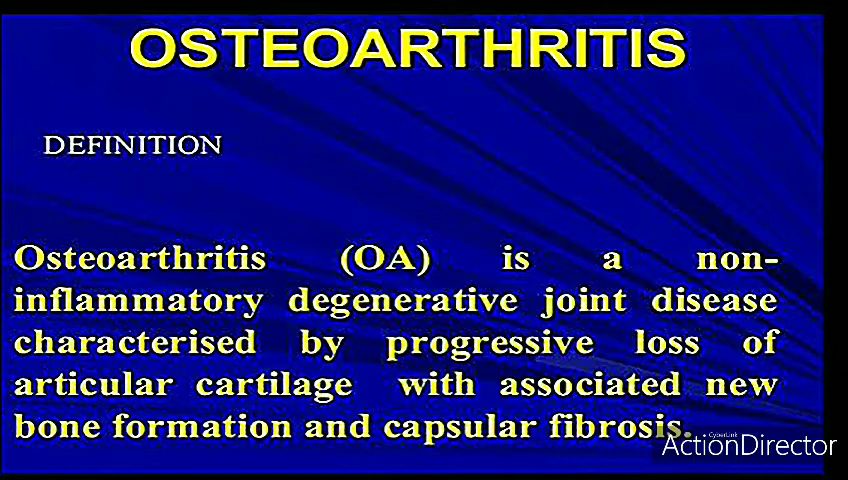 OSTEOARTHRITIS
DEFINITION
Osteoarthritis (OA) is a non-
inflammatory degenerative joint disease
characterised by progressive loss of
articular cartilage with associated new
bone formation and capsular fibrosis.
CyberLink
ActionDirector